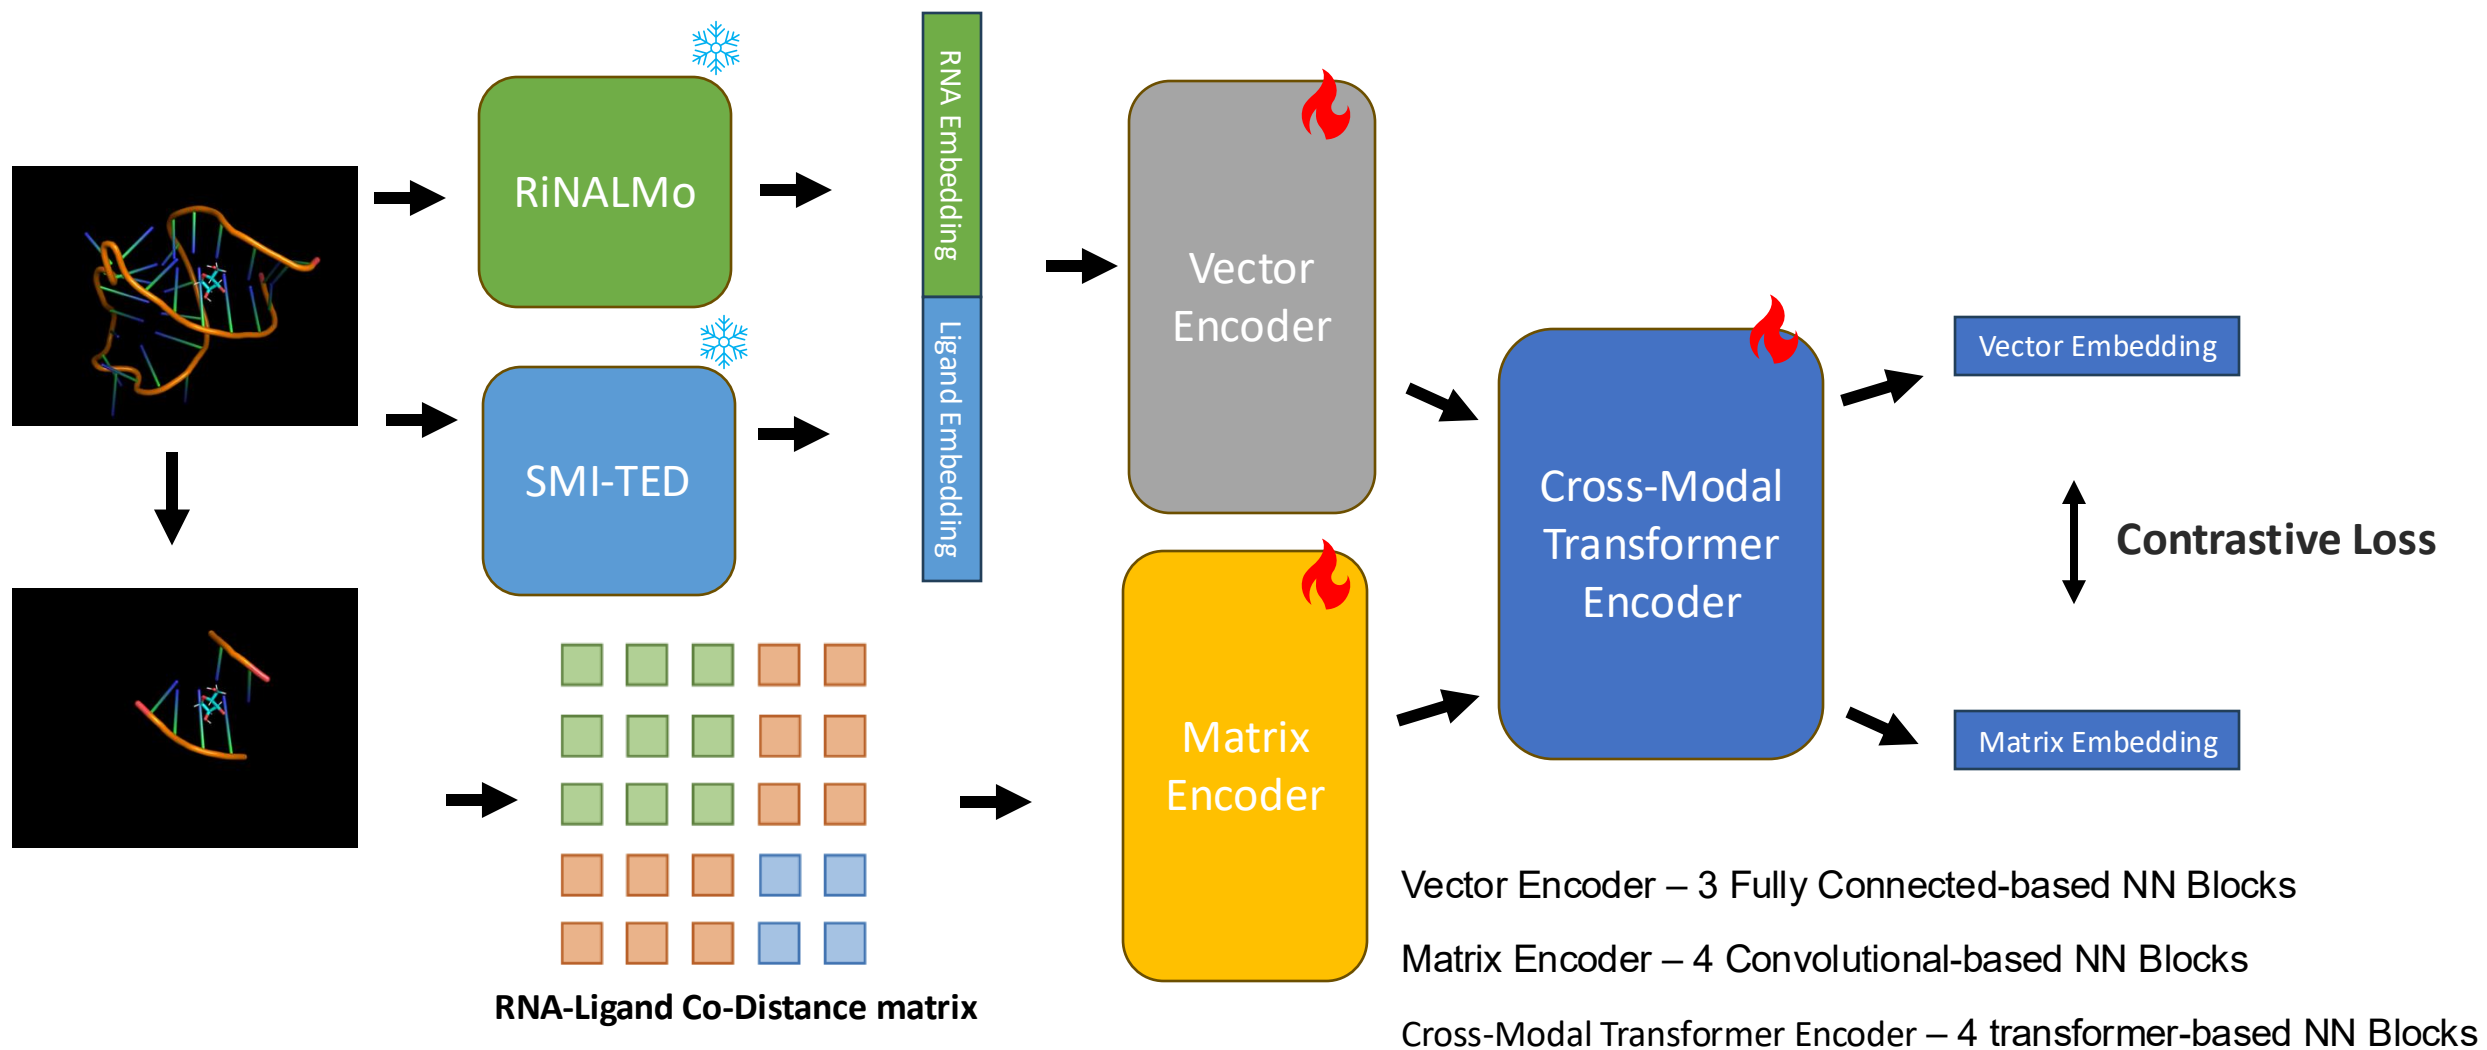 RiNALMo
SMI-TED
RNA Embedding
Ligand Embedding
Vector
Encoder
Matrix
Encoder
Cross-Modal
Transformer
Encoder
Vector Embedding
Contrastive Loss
Matrix Embedding
RNA-Ligand Co-Distance matrix
Vector Encoder – 3 Fully Connected-based NN Blocks
Matrix Encoder – 4 Convolutional-based NN Blocks
Cross-Modal Transformer Encoder – 4 transformer-based NN Blocks